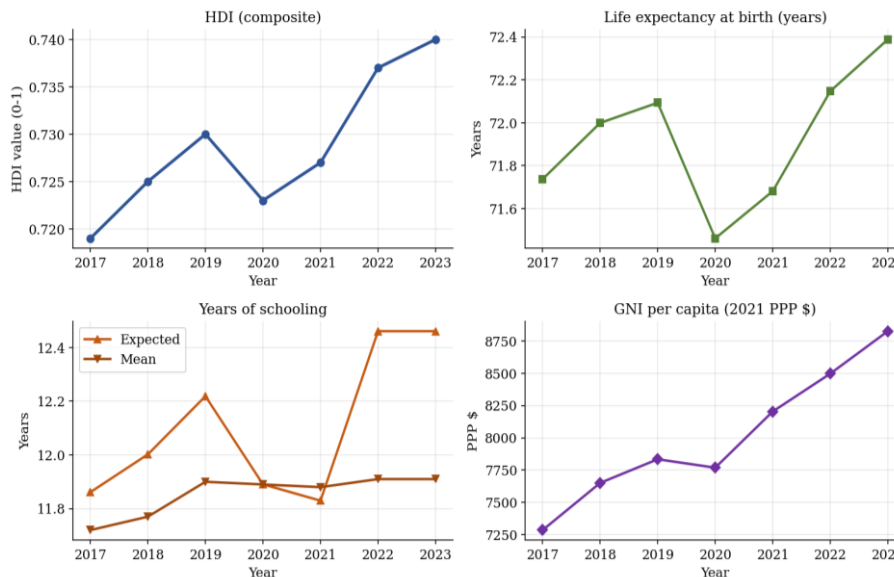 HDI (composite)
0.740
0.735
0.730
0.725
0.720
HDI value (0-1)
2017 2018 2019 2020 2021 2022 2023
Year
Life expectancy at birth (years)
72.4
72.2
72.0
71.8
71.6
Years
2017 2018 2019 2020 2021 2022 202
Year
Years of schooling
Expected
Mean
12.4
12.2
12.0
11.8
Years
2017 2018 2019 2020 2021 2022 2023
Year
GNI per capita (2021 PPP $)
8750
8500
8250
8000
7750
7500
7250
PPP $
2017 2018 2019 2020 2021 2022 202
Year